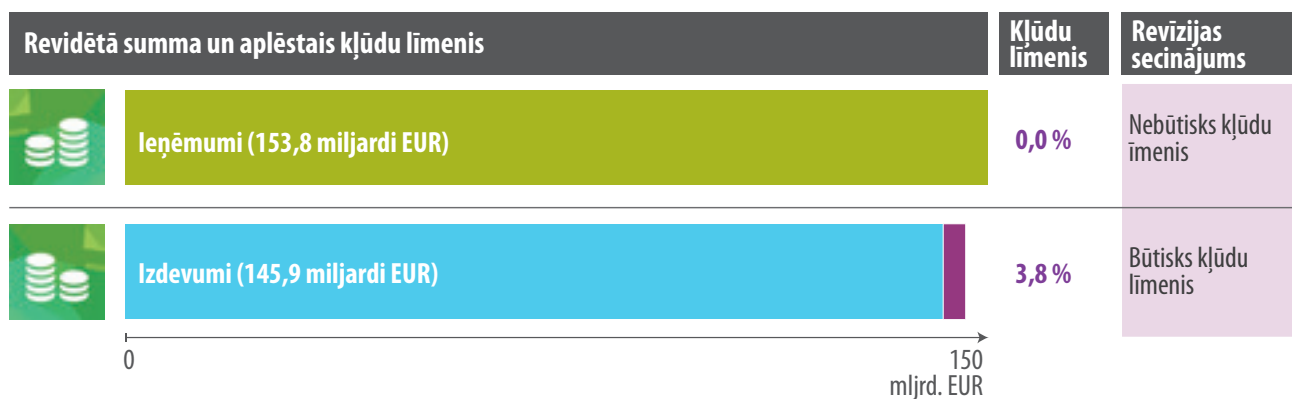 Revidētā summa un aplēstais kļūdu līmenis
Kļūdu
līmenis
Revīzijas
secinājums
Ieņēmumi (153,8 miljardi EUR)
0,0 %
Nebūtisks kļūdu
īmenis
Izdevumi (145,9 miljardi EUR)
3,8 %
Būtisks kļūdu
līmenis
0
150
mljrd. EUR